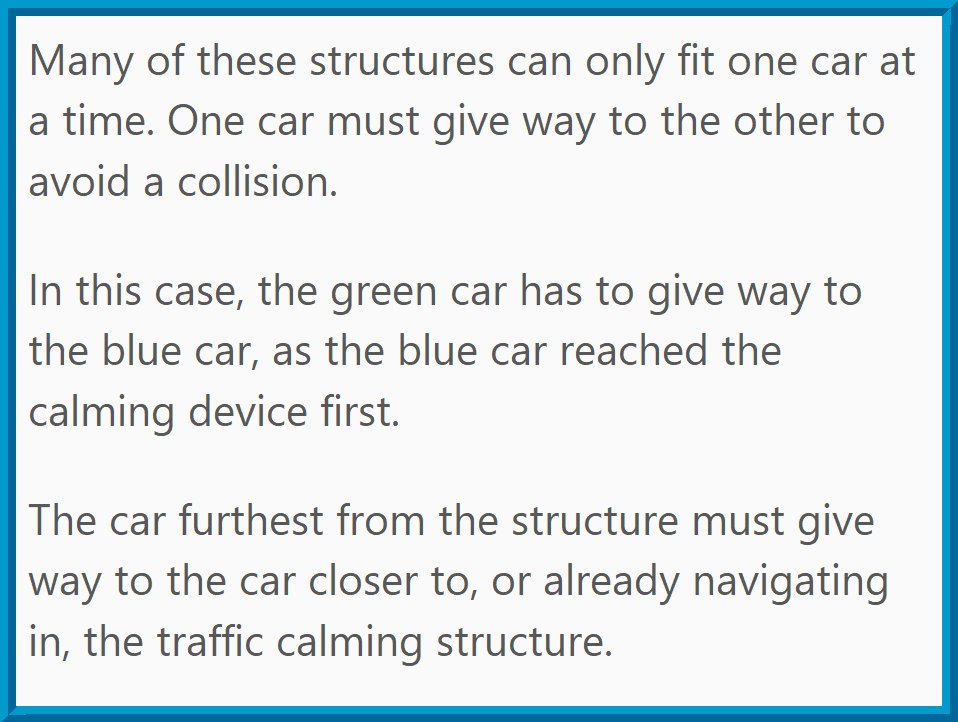 Many of these structures can only fit one car at
a time. One car must give way to the other to
avoid a collision.
In this case, the green car has to give way to
the blue car, as the blue car reached the
calming device first.
The car furthest from the structure must give
way to the car closer to, or already navigating
in, the traffic calming structure.